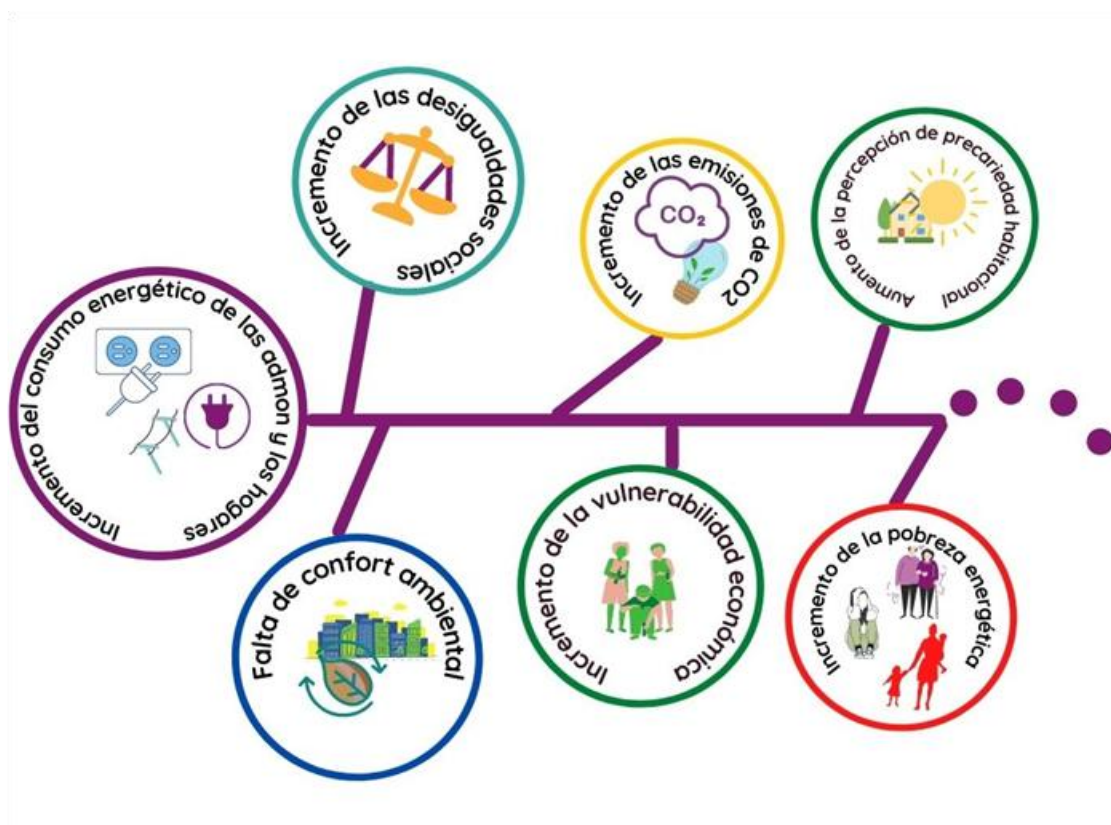 Incremento de las desigualdades sociales
Incremento de las emisiones de CO2
CO₂
Aumento de la percepción de precariedad habitacional
Incremento del consumo energético de las admon y los hogares
Falta de confort ambiental
Incremento de la vulnerabilidad económica
Incremento de la pobreza energética